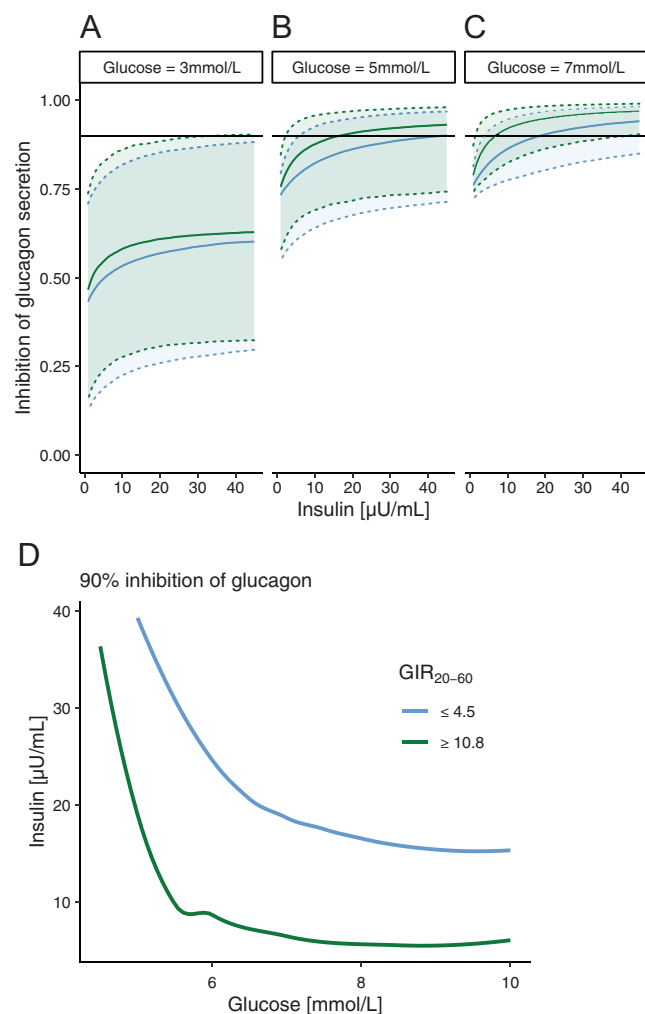 A
B
C
Glucose = 3mmol/L
Glucose = 5mmol/L
Glucose = 7mmol/L
Inhibition of glucagon secretion
1.00
0.75
0.50
0.25
0.00
0 10 20 30 40
0 10 20 30 40
0 10 20 30 40
Insulin [µU/mL]
D
90% inhibition of glucagon
Insulin [µU/mL]
40
30
20
10
GIR20–60
≤ 4.5
≥ 10.8
6 8 10
Glucose [mmol/L]